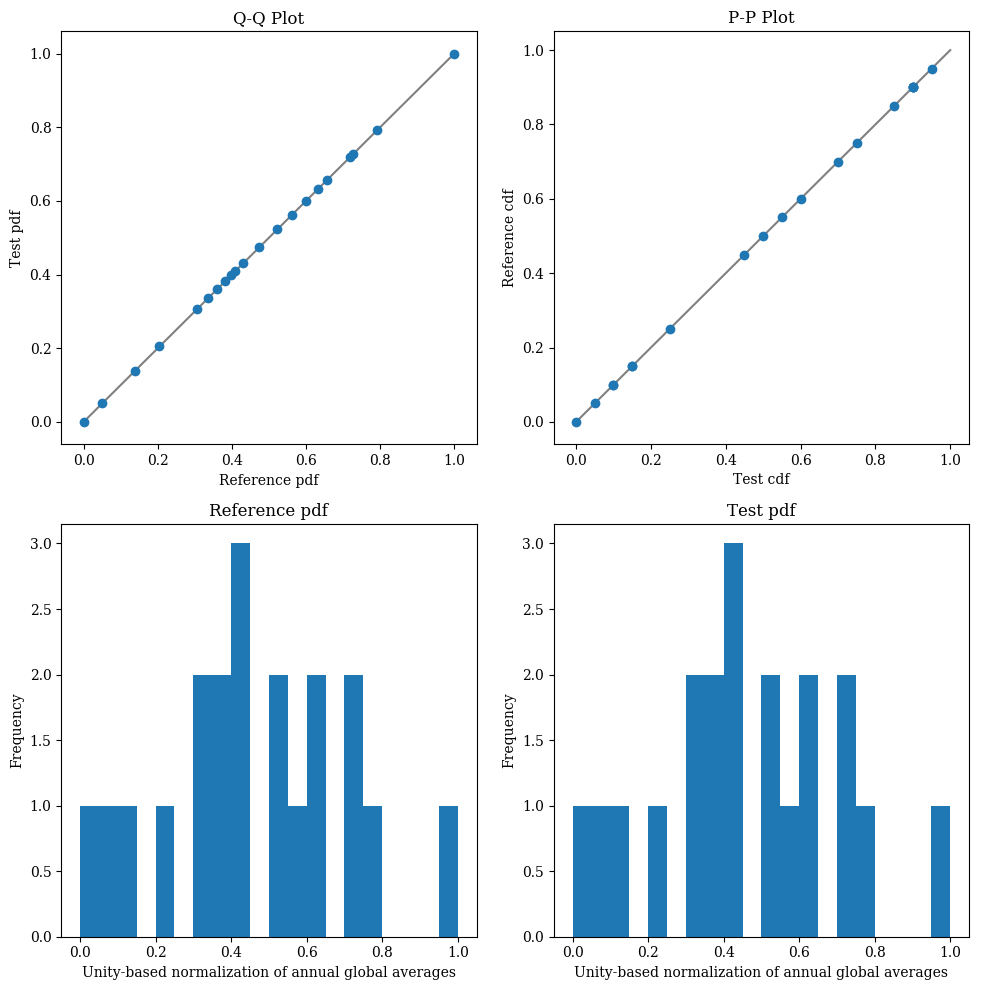 Q-Q Plot
1.0
0.8
0.6
0.4
0.2
0.0
Test pdf
0.0 0.2 0.4 0.6 0.8 1.0
Reference pdf
P-P Plot
1.0
0.8
0.6
0.4
0.2
0.0
Reference cdf
0.0 0.2 0.4 0.6 0.8 1.0
Test cdf
Reference pdf
3.0
2.5
2.0
1.5
1.0
0.5
0.0
Frequency
0.0 0.2 0.4 0.6 0.8 1.0
Unity-based normalization of annual global averages
Test pdf
3.0
2.5
2.0
1.5
1.0
0.5
0.0
Frequency
0.0 0.2 0.4 0.6 0.8 1.0
Unity-based normalization of annual global averages